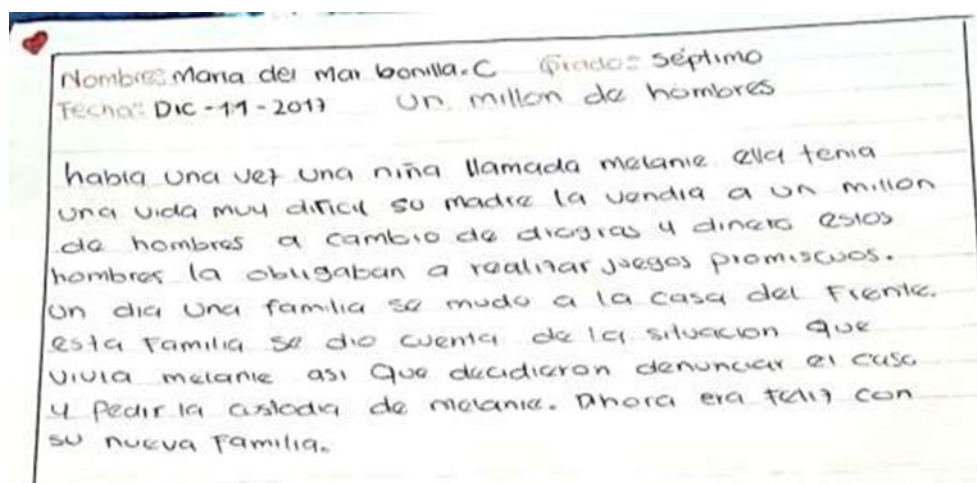 Nombre: Maria del Mar bonilla.C Grado: Séptimo
Fecha: DIC-11-2017 Un millon de hombres
habia una vez una niña llamada melanie ella tenia
una vida muy dificil su madre la vendia a un millon
de hombres a cambio de drogras y dinero estos
hombres la obligaban a realizar juegos promiscuos.
un dia una familia se mudo a la casa del Frente.
esta Familia se dio cuenta de la situacion que
vivia melanie asi que decidieron denunciar el caso
y Pedir la custodia de melanie. Ahora era feliz con
su nueva Familia.